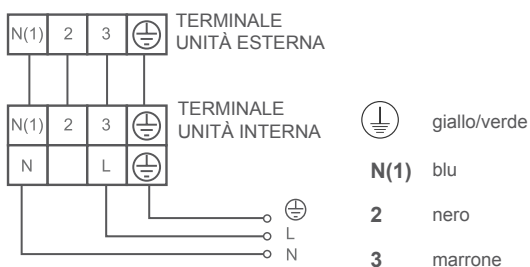 N(1) 2 3
TERMINALE
UNITÀ ESTERNA
N(1) 2 3
TERMINALE
UNITÀ INTERNA
N L
L
N
giallo/verde
N(1) blu
2 nero
3 marrone